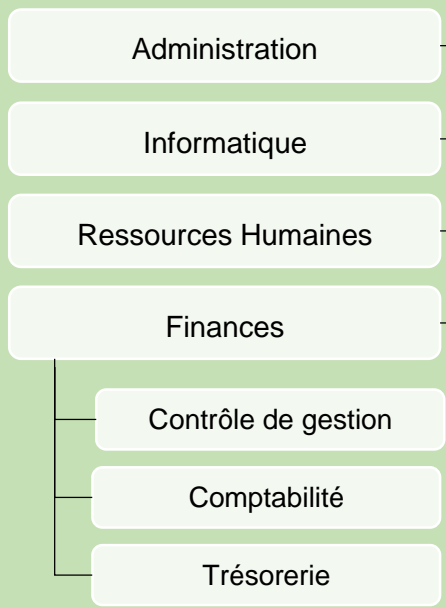 Administration
Informatique
Ressources Humaines
Finances
Contrôle de gestion
Comptabilité
Trésorerie